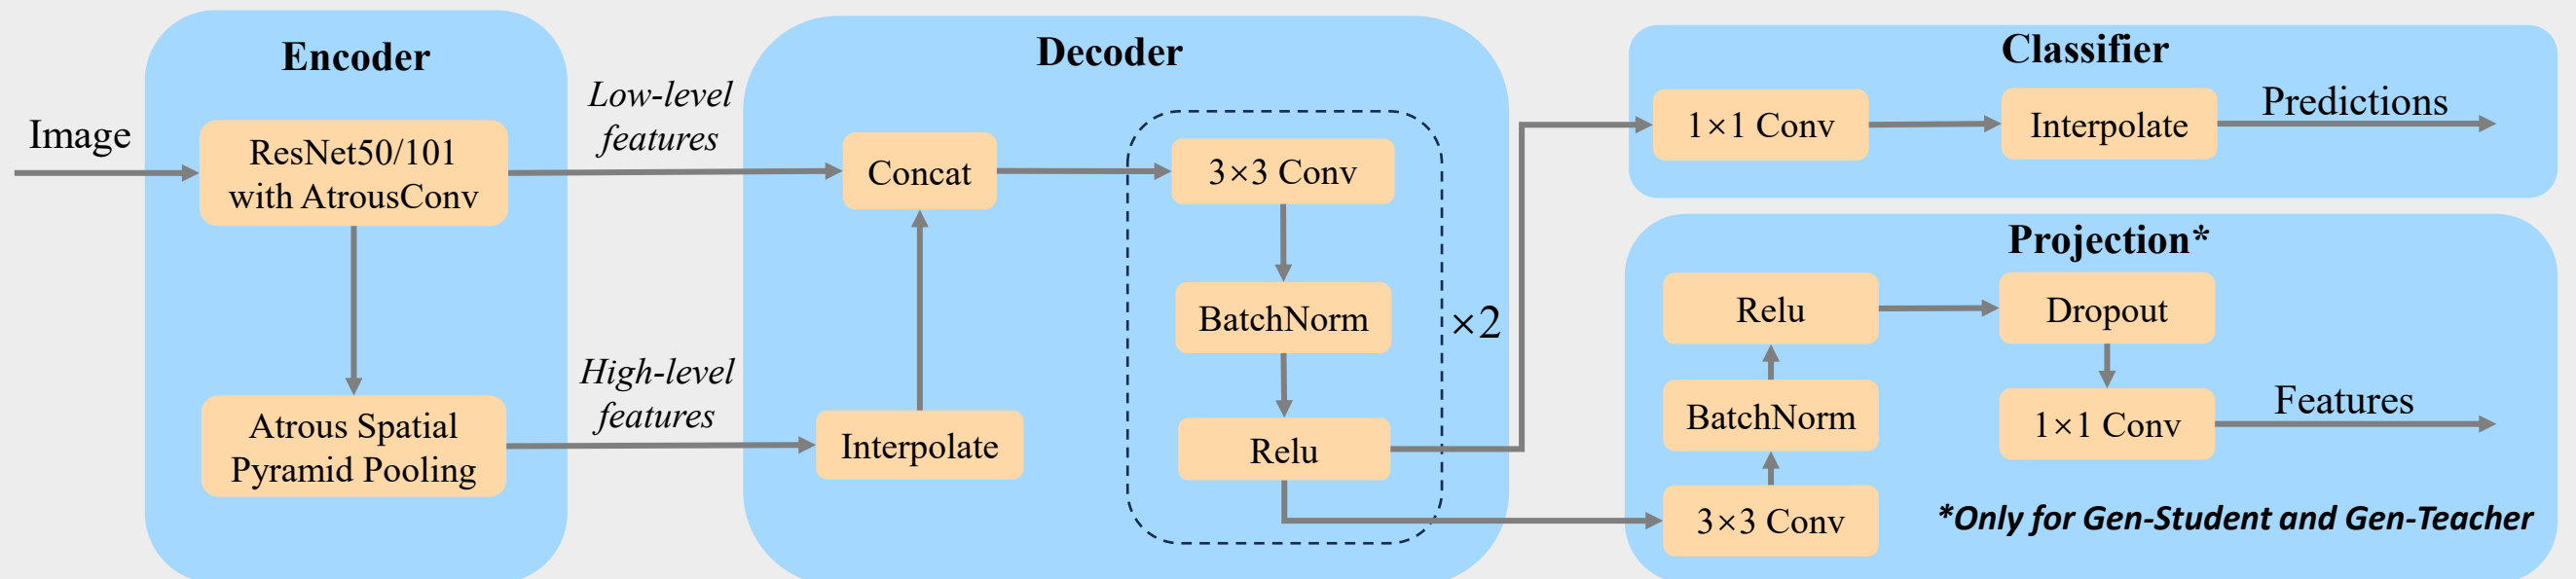 Encoder
Image
ResNet50/101
with AtrousConv
Atrous Spatial
Pyramid Pooling
Low-level
features
High-level
features
Decoder
Concat
Interpolate
3×3 Conv
BatchNorm
Relu
×2
Classifier
1×1 Conv
Interpolate
Predictions
Projection*
Relu
Dropout
BatchNorm
1×1 Conv
Features
3×3 Conv
*Only for Gen-Student and Gen-Teacher